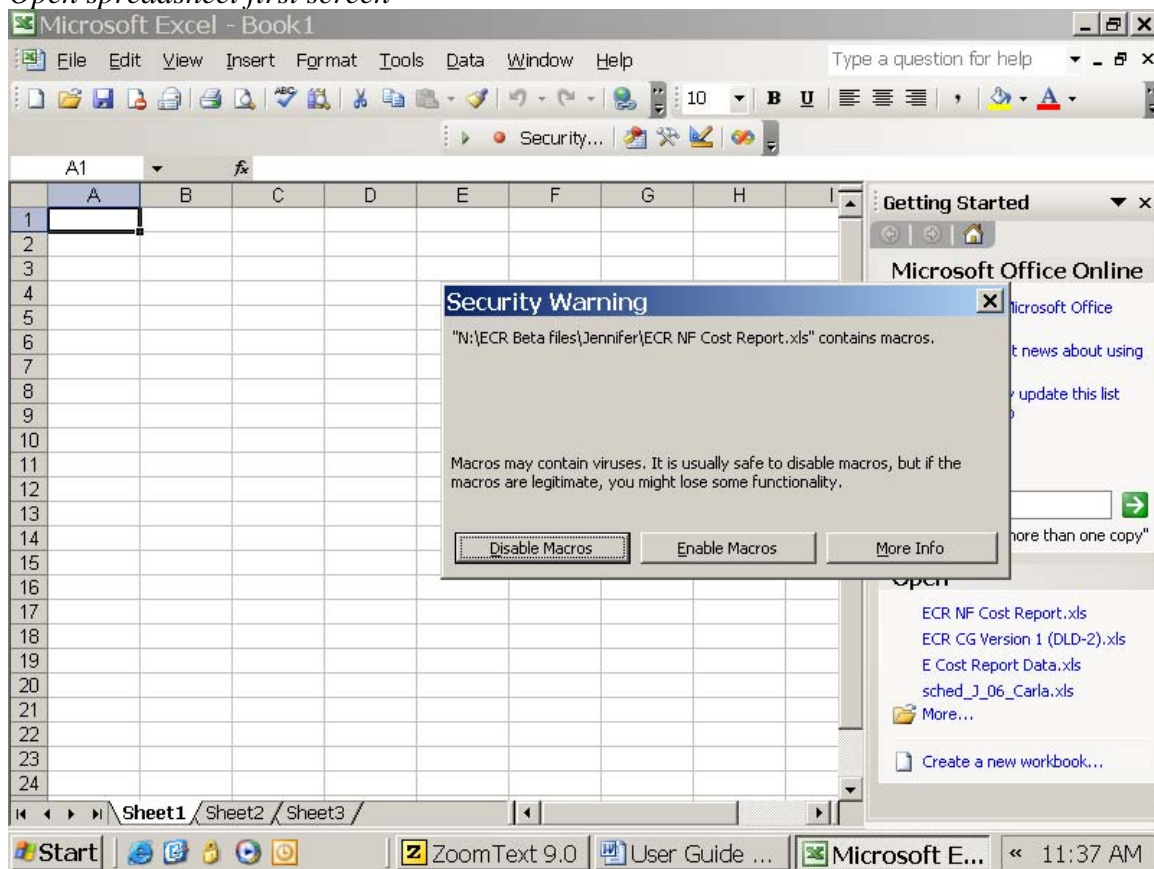 Open spreadsheet first screen
Microsoft Excel - Book1
File Edit View Insert Format Tools Data Window Help Type a question for help
ABC 10 B U A
Security...
A1 fx
A B C D E F G H I
Getting Started
1
2
3
4
5
6
7
8
9
10
11
12
13
14
15
16
17
18
19
20
21
22
23
24
Microsoft Office Online
Microsoft Office
news about using
update this list
more than one copy"
Open
ECR NF Cost Report.xls
ECR CG Version 1 (DLD-2).xls
E Cost Report Data.xls
sched_J_06_Carla.xls
More...
Create a new workbook...
Security Warning
"N:\ECR Beta files\Jennifer\ECR NF Cost Report.xls" contains macros.
Macros may contain viruses. It is usually safe to disable macros, but if the
macros are legitimate, you might lose some functionality.
Disable Macros Enable Macros More Info
Sheet1 Sheet2 Sheet3
Start Z ZoomText 9.0 User Guide ... Microsoft E... « 11:37 AM